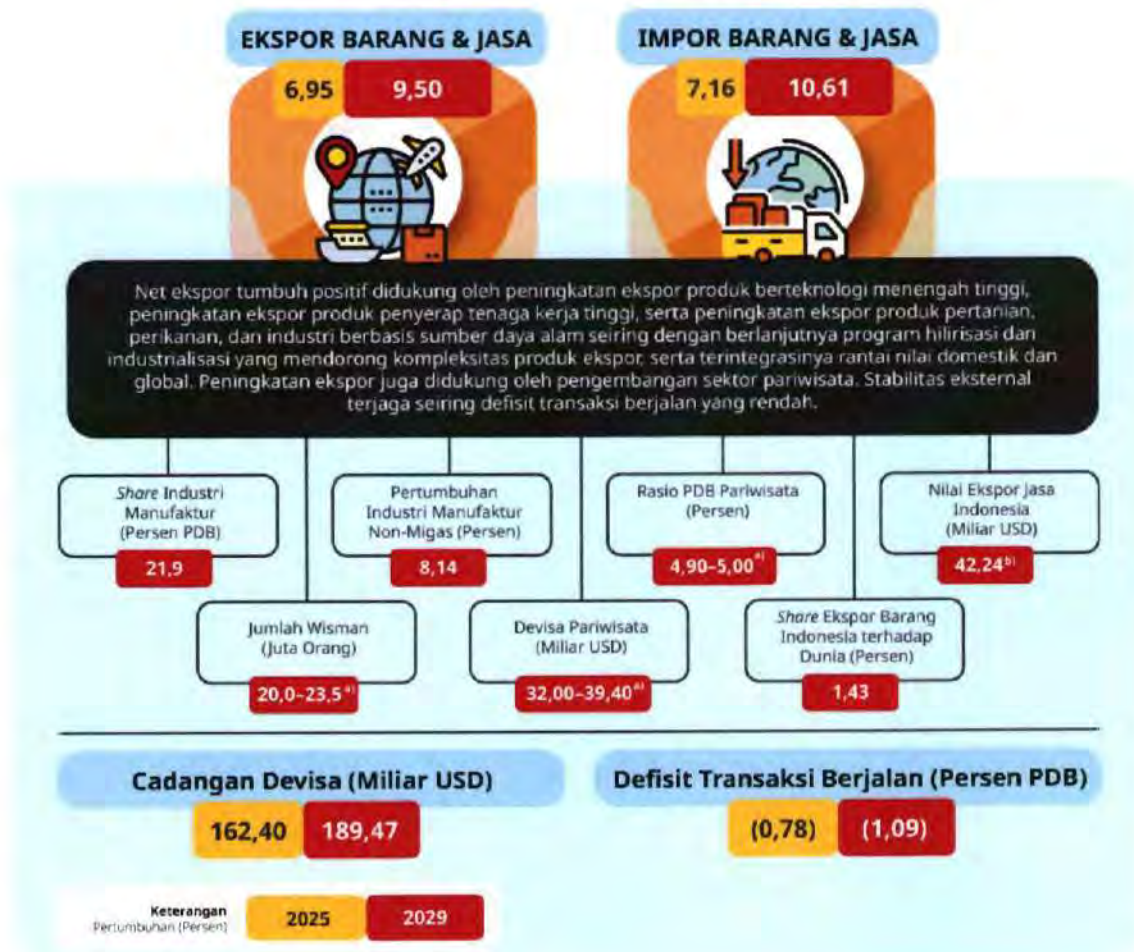 EKSPOR BARANG & JASA
6,95 9,50
IMPOR BARANG & JASA
7,16 10,61
Net ekspor tumbuh positif didukung oleh peningkatan ekspor produk berteknologi menengah tinggi,
peningkatan ekspor produk penyerap tenaga kerja tinggi, serta peningkatan ekspor produk pertanian,
perikanan, dan industri berbasis sumber daya alam seiring dengan berlanjutnya program hilirisasi dan
industrialisasi yang mendorong kompleksitas produk ekspor, serta terintegrasinya rantai nilai domestik dan
global. Peningkatan ekspor juga didukung oleh pengembangan sektor pariwisata. Stabilitas eksternal
terjaga seiring defisit transaksi berjalan yang rendah.
Share Industri
Manufaktur
(Persen PDB)
21,9
Pertumbuhan
Industri Manufaktur
Non-Migas (Persen)
8,14
Rasio PDB Pariwisata
(Persen)
4,90–5,00 a)
Nilai Ekspor Jasa
Indonesia
(Miliar USD)
42,24 b)
Jumlah Wisman
(Juta Orang)
20,0–23,5 a)
Devisa Pariwisata
(Miliar USD)
32,00–39,40 a)
Share Ekspor Barang
Indonesia terhadap
Dunia (Persen)
1,43
Cadangan Devisa (Miliar USD)
162,40 189,47
Defisit Transaksi Berjalan (Persen PDB)
(0,78) (1,09)
Keterangan
Pertumbuhan (Persen)
2025 2029